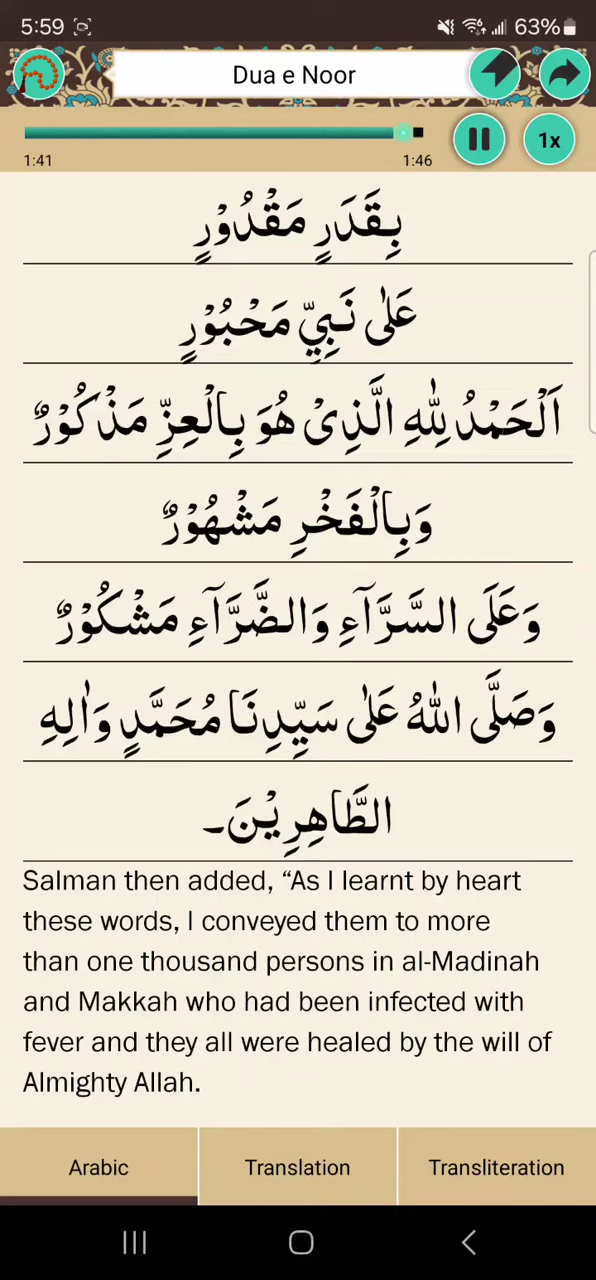 5:59
63%
Dua e Noor
1:41
1:46
1x
بِقَدَرٍ مَقْدُوْرٍ
عَلٰى نَبِيٍّ مَحْبُوْرٍ
اَلْحَمْدُ لِلّٰهِ الَّذِىْ هُوَ بِالْعِزِّ مَذْكُوْرٌ
وَبِالْفَخْرِ مَشْهُوْرٌ
وَعَلَى السَّرَّآءِ وَالضَّرَّآءِ مَشْكُوْرٌ
وَصَلَّى اللّٰهُ عَلٰى سَيِّدِنَا مُحَمَّدٍ وَاٰلِهِ
الطَّاهِرِيْنَ۔
Salman then added, “As I learnt by heart
these words, I conveyed them to more
than one thousand persons in al-Madinah
and Makkah who had been infected with
fever and they all were healed by the will of
Almighty Allah.
Arabic
Translation
Transliteration